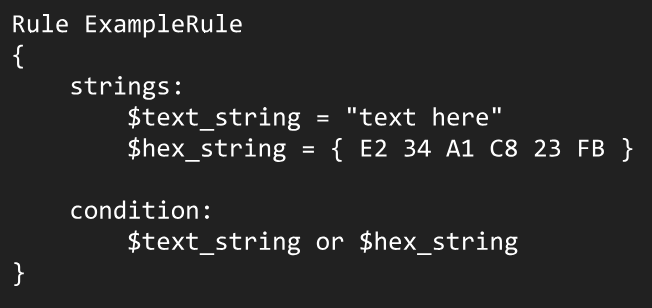 Rule ExampleRule
{
    strings:
        $text_string = "text here"
        $hex_string = { E2 34 A1 C8 23 FB }

    condition:
        $text_string or $hex_string
}